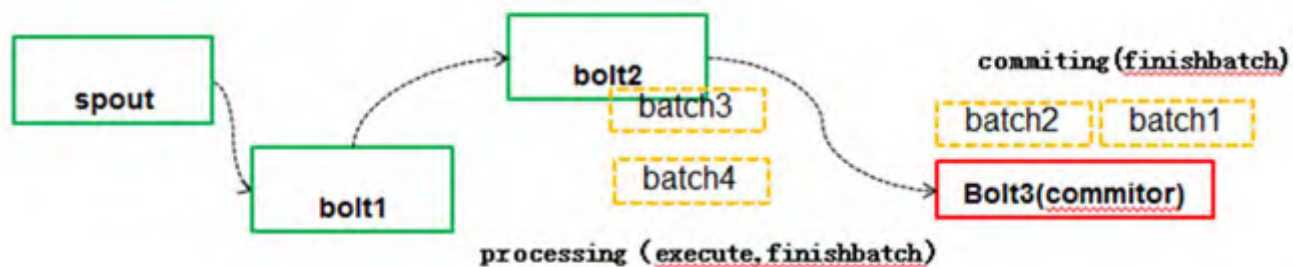 spout
bolt1
bolt2
batch3
batch4
processing (execute,finishbatch)
commiting(finishbatch)
batch2 batch1
Bolt3(commitor)